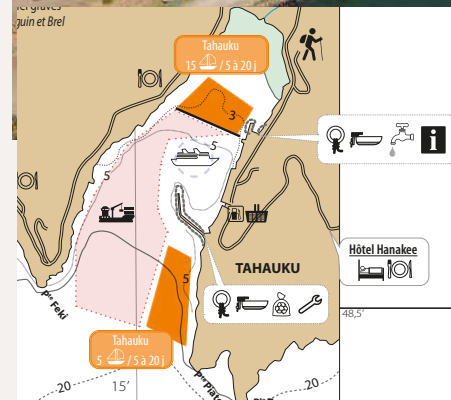 guin et Brel
Tahauku
15 / 5 à 20 j
3
5
5
i
Hôtel Hanakee
TAHAUKU
5
Pte Feki
48,5'
Tahauku
5 / 5 à 20 j
20
15'
20